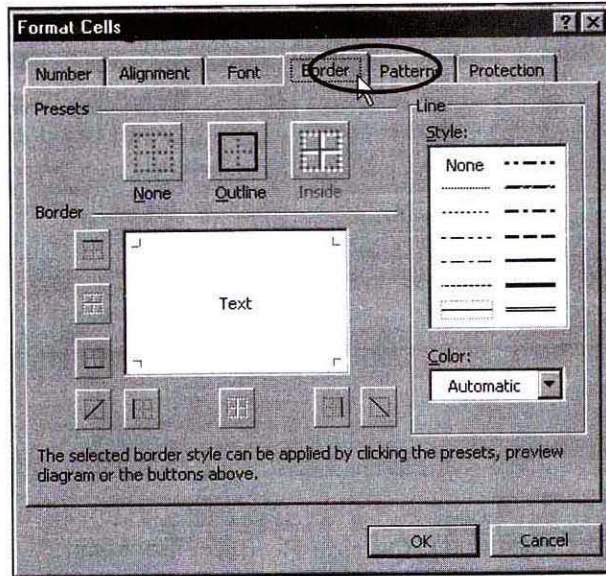 Format Cells
Number Alignment Font Border Patterns Protection
Presets
None Outline Inside
Border
Text
Line
Style:
None
Color:
Automatic
The selected border style can be applied by clicking the presets, preview
diagram or the buttons above.
OK Cancel